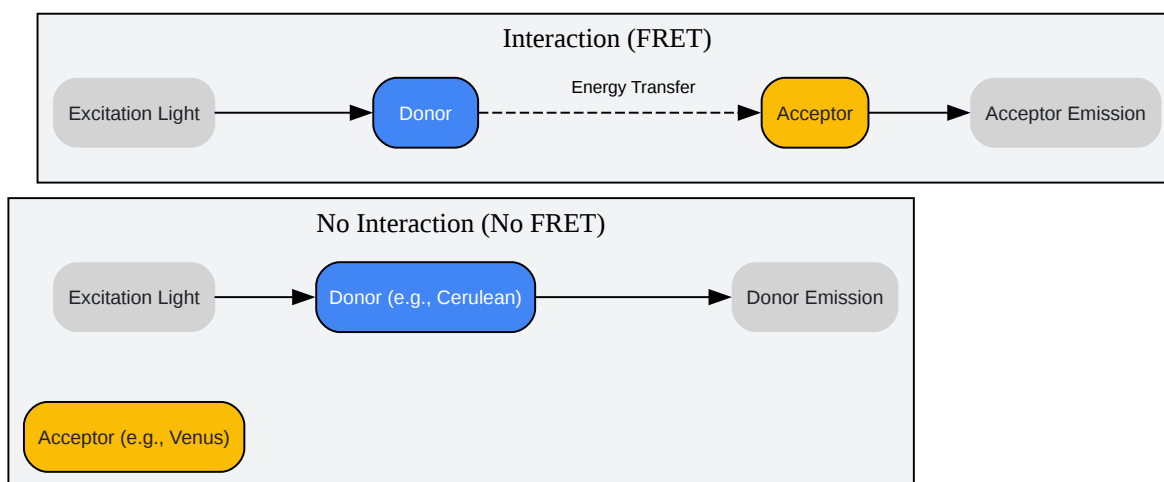 Interaction (FRET)
Energy Transfer
Excitation Light
Donor
Acceptor
Acceptor Emission
No Interaction (No FRET)
Excitation Light
Donor (e.g., Cerulean)
Donor Emission
Acceptor (e.g., Venus)